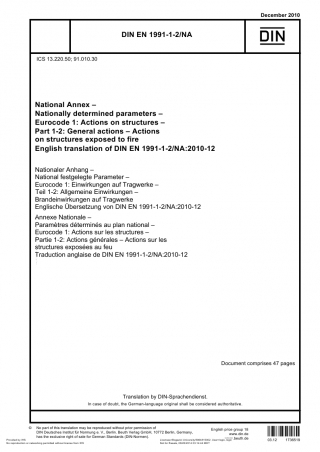 December 2010
DIN EN 1991-1-2/NA
DIN
ICS 13.220.50; 91.010.30
National Annex –
Nationally determined parameters –
Eurocode 1: Actions on structures –
Part 1-2: General actions – Actions
on structures exposed to fire
English translation of DIN EN 1991-1-2/NA:2010-12
Nationaler Anhang –
National festgelegte Parameter –
Eurocode 1: Einwirkungen auf Tragwerke –
Teil 1-2: Allgemeine Einwirkungen –
Brandeinwirkungen auf Tragwerke
Englische Übersetzung von DIN EN 1991-1-2/NA:2010-12
Annexe Nationale –
Paramètres déterminés au plan national –
Eurocode 1: Actions sur les structures –
Partie 1-2: Actions générales – Actions sur les
structures exposées au feu
Traduction anglaise de DIN EN 1991-1-2/NA:2010-12
Document comprises 47 pages
Translation by DIN-Sprachendienst.
In case of doubt, the German-language original shall be considered authoritative.
© No part of this translation may be reproduced without prior permission of
DIN Deutsches Institut für Normung e. V., Berlin. Beuth Verlag GmbH, 10772 Berlin, Germany,
has the exclusive right of sale for German Standards (DIN-Normen).
English price group 18
www.din.de
www.beuth.de